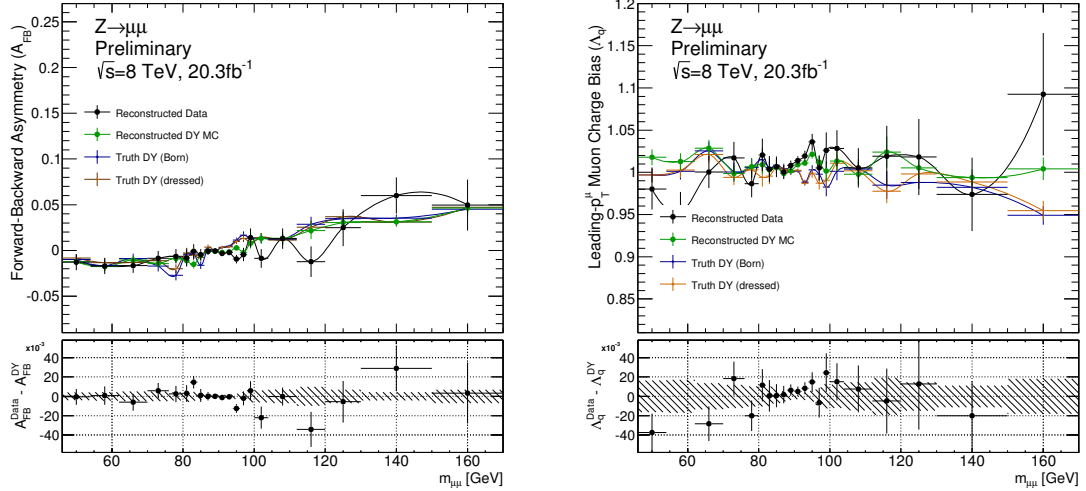 Forward-Backward Asymmetry (A_FB)
0.25
0.2
0.15
0.1
0.05
0
-0.05
Z→μμ
Preliminary
√s=8 TeV, 20.3fb⁻¹
Reconstructed Data
Reconstructed DY MC
Truth DY (Born)
Truth DY (dressed)
A_FB^Data - A_FB^DY
×10⁻³
40
20
0
-20
-40
60 80 100 120 140 160
m_μμ [GeV]
Leading-p_T^μ Muon Charge Bias (Λ_q)
1.2
1.15
1.1
1.05
1
0.95
0.9
0.85
Z→μμ
Preliminary
√s=8 TeV, 20.3fb⁻¹
Reconstructed Data
Reconstructed DY MC
Truth DY (Born)
Truth DY (dressed)
Λ_q^Data - Λ_q^DY
×10⁻³
40
20
0
-20
-40
60 80 100 120 140 160
m_μμ [GeV]